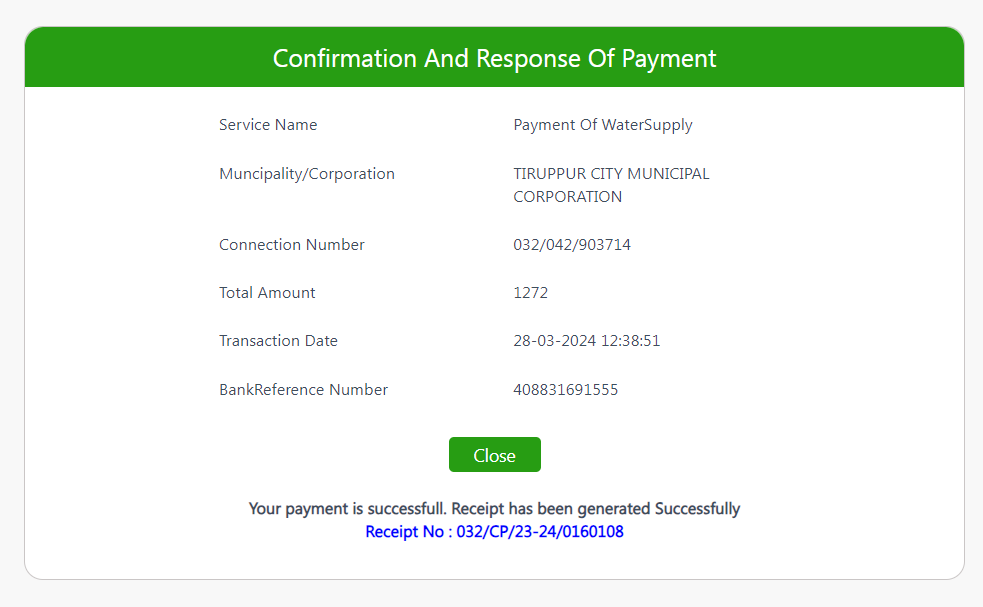 Confirmation And Response Of Payment
Service Name Payment Of WaterSupply
Muncipality/Corporation TIRUPPUR CITY MUNICIPAL
CORPORATION
Connection Number 032/042/903714
Total Amount 1272
Transaction Date 28-03-2024 12:38:51
BankReference Number 408831691555
Close
Your payment is successfull. Receipt has been generated Successfully
Receipt No : 032/CP/23-24/0160108